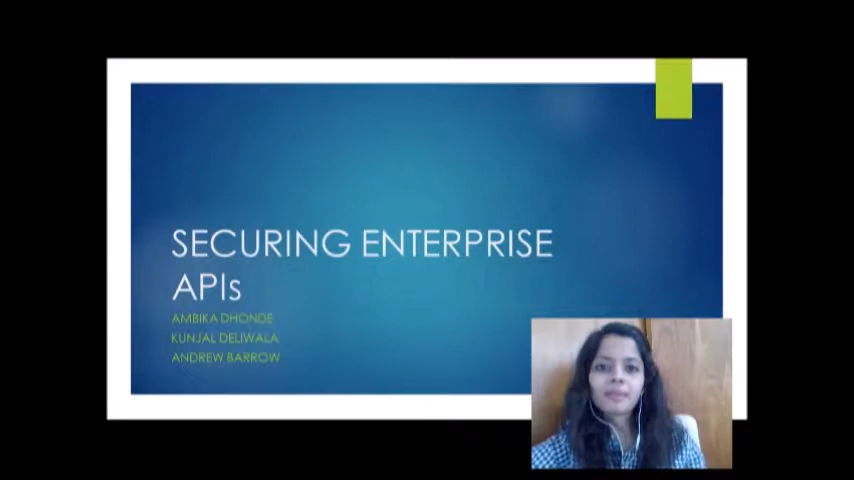 SECURING ENTERPRISE
APIs
AMBIKA DHONDE
KUNJAL DELIWALA
ANDREW BARROW